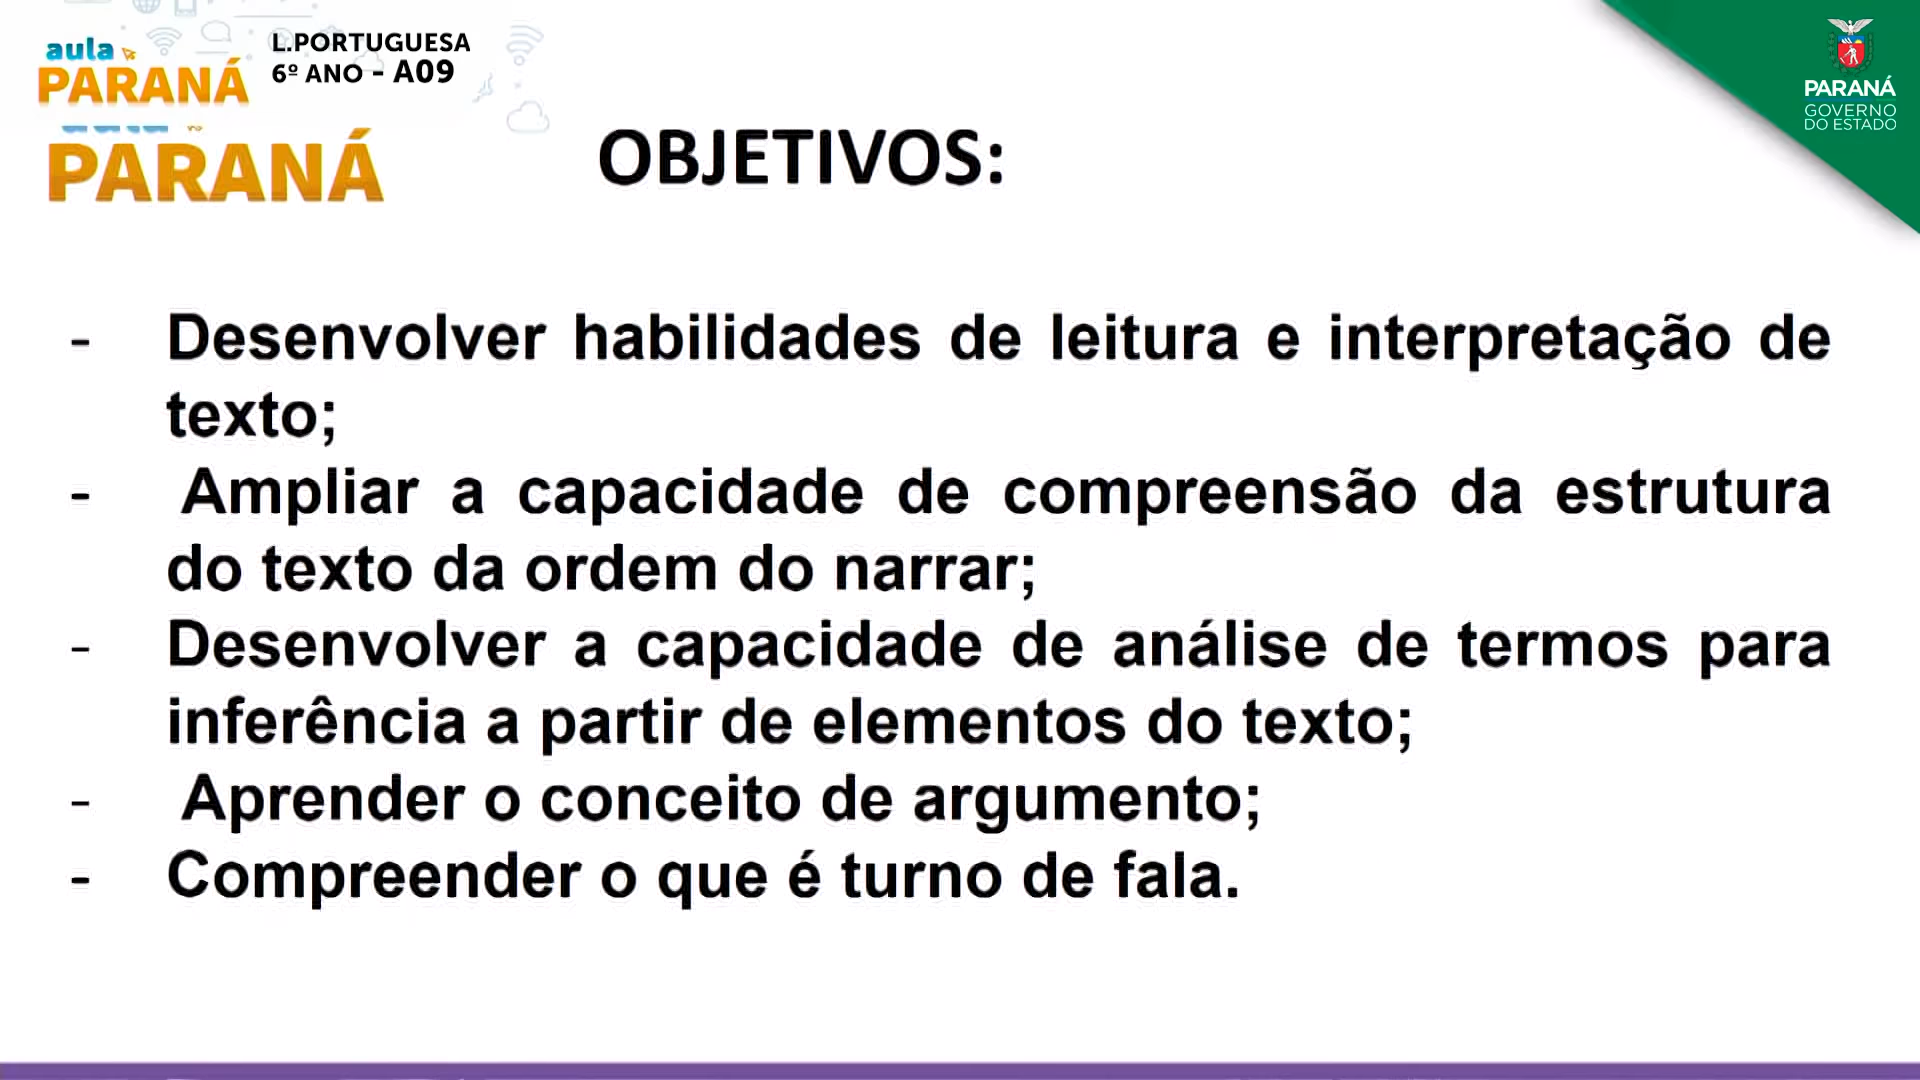 aula
PARANÁ
L.PORTUGUESA
6º ANO - A09
PARANÁ
GOVERNO
DO ESTADO
aula
PARANÁ
OBJETIVOS:
- Desenvolver habilidades de leitura e interpretação de
texto;
- Ampliar a capacidade de compreensão da estrutura
do texto da ordem do narrar;
- Desenvolver a capacidade de análise de termos para
inferência a partir de elementos do texto;
- Aprender o conceito de argumento;
- Compreender o que é turno de fala.